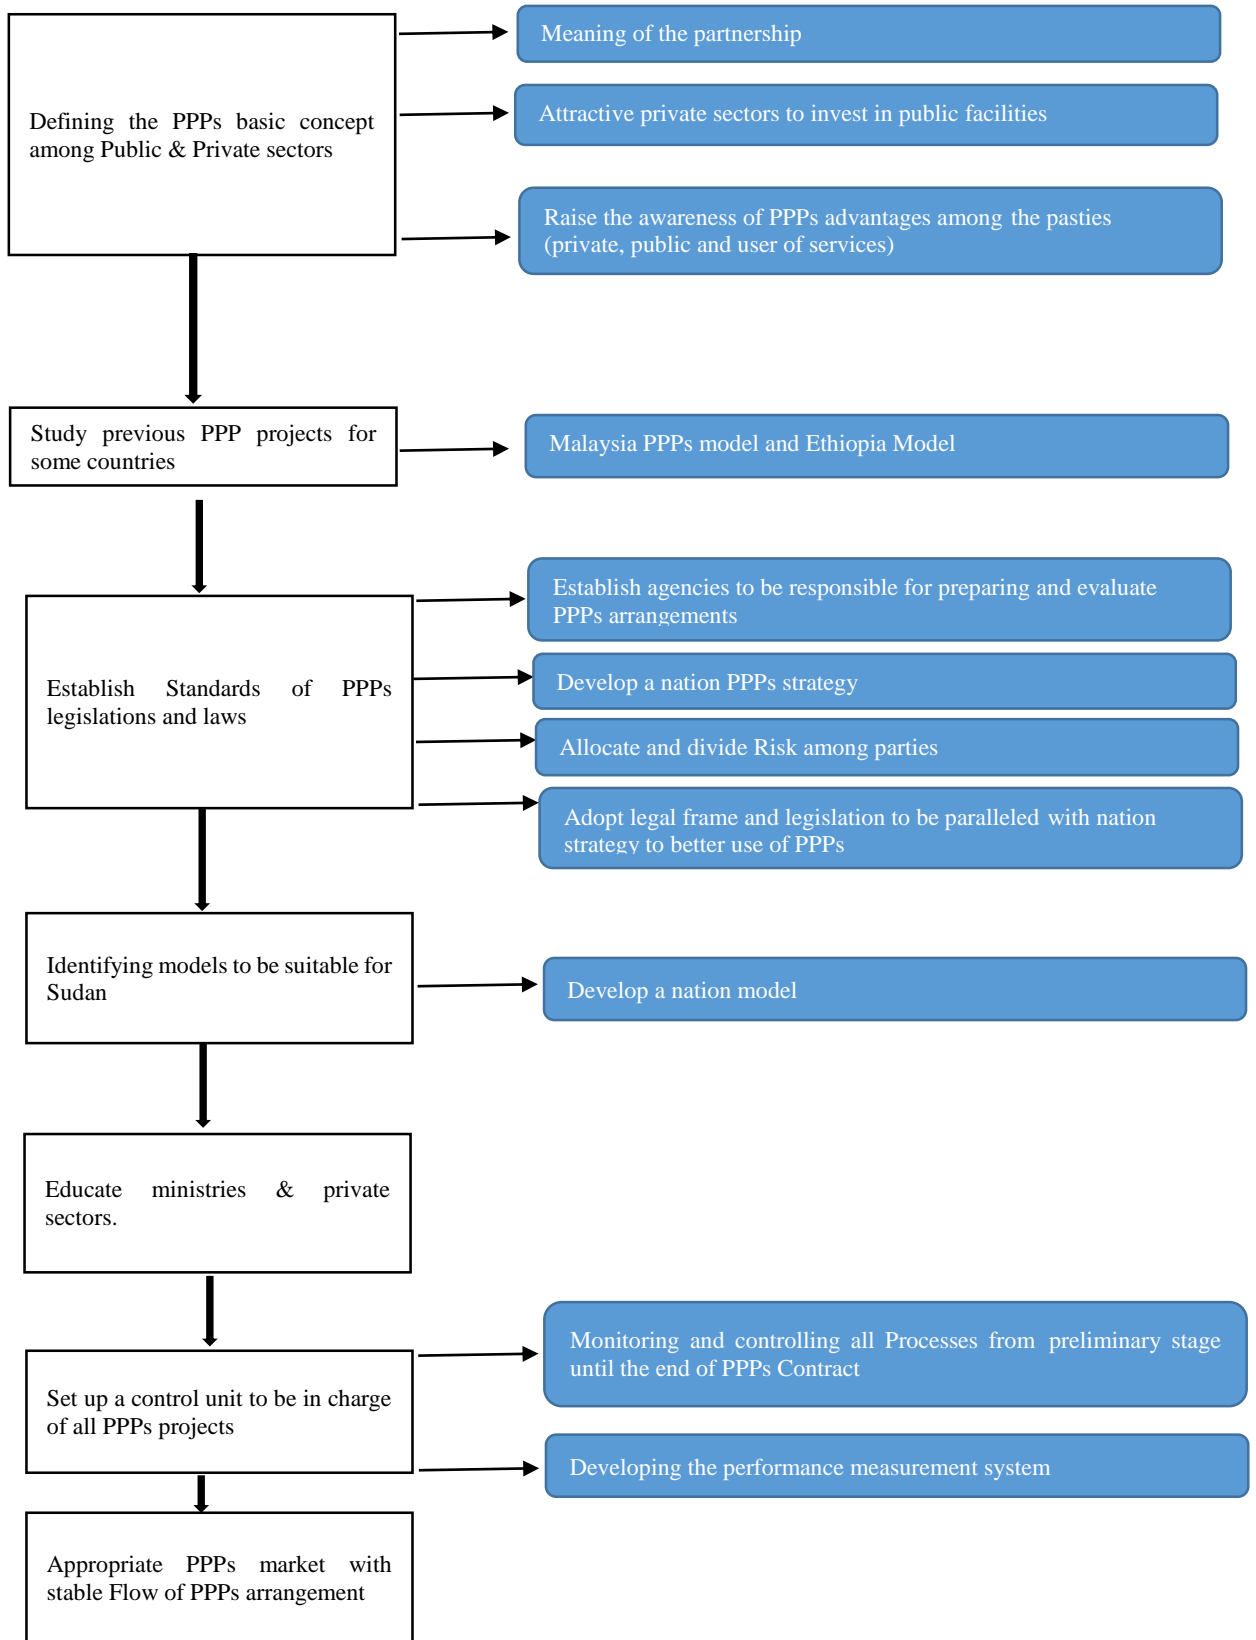 Meaning of the partnership
Defining the PPPs basic concept
among Public & Private sectors
Attractive private sectors to invest in public facilities
Raise the awareness of PPPs advantages among the pasties
(private, public and user of services)
Study previous PPP projects for
some countries
Malaysia PPPs model and Ethiopia Model
Establish Standards of PPPs
legislations and laws
Establish agencies to be responsible for preparing and evaluate
PPPs arrangements
Develop a nation PPPs strategy
Allocate and divide Risk among parties
Adopt legal frame and legislation to be paralleled with nation
strategy to better use of PPPs
Identifying models to be suitable for
Sudan
Develop a nation model
Educate ministries & private
sectors.
Set up a control unit to be in charge
of all PPPs projects
Monitoring and controlling all Processes from preliminary stage
until the end of PPPs Contract
Developing the performance measurement system
Appropriate PPPs market with
stable Flow of PPPs arrangement